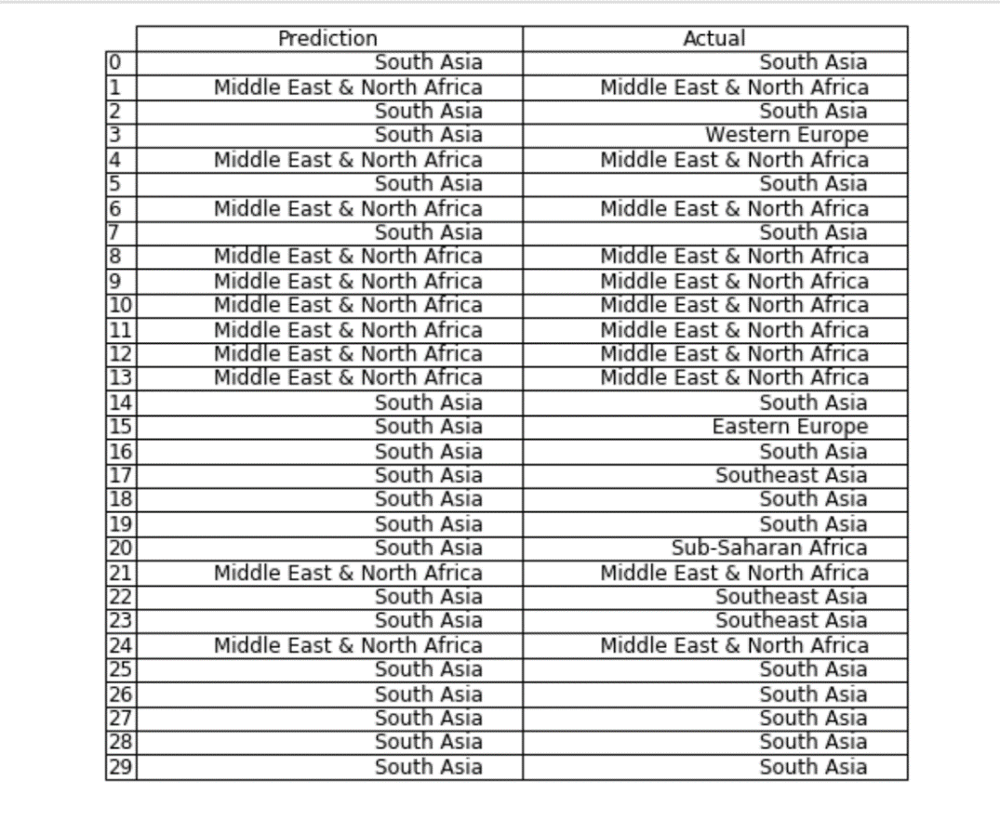 Prediction Actual
0 South Asia South Asia
1 Middle East & North Africa Middle East & North Africa
2 South Asia South Asia
3 South Asia Western Europe
4 Middle East & North Africa Middle East & North Africa
5 South Asia South Asia
6 Middle East & North Africa Middle East & North Africa
7 South Asia South Asia
8 Middle East & North Africa Middle East & North Africa
9 Middle East & North Africa Middle East & North Africa
10 Middle East & North Africa Middle East & North Africa
11 Middle East & North Africa Middle East & North Africa
12 Middle East & North Africa Middle East & North Africa
13 Middle East & North Africa Middle East & North Africa
14 South Asia South Asia
15 South Asia Eastern Europe
16 South Asia South Asia
17 South Asia Southeast Asia
18 South Asia South Asia
19 South Asia South Asia
20 South Asia Sub-Saharan Africa
21 Middle East & North Africa Middle East & North Africa
22 South Asia Southeast Asia
23 South Asia Southeast Asia
24 Middle East & North Africa Middle East & North Africa
25 South Asia South Asia
26 South Asia South Asia
27 South Asia South Asia
28 South Asia South Asia
29 South Asia South Asia